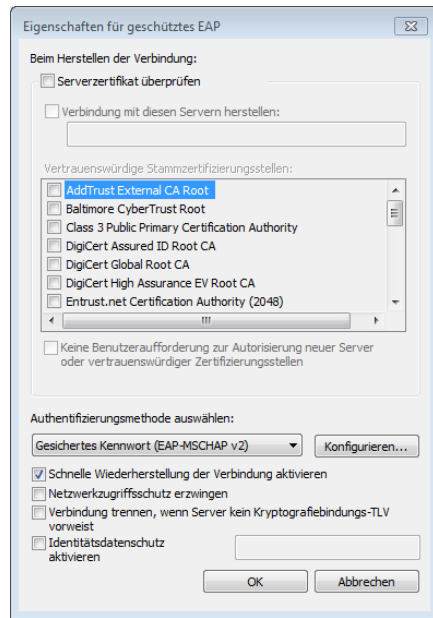 Eigenschaften für geschütztes EAP
Beim Herstellen der Verbindung:
Serverzertifikat überprüfen
Verbindung mit diesen Servern herstellen:
Vertrauenswürdige Stammzertifizierungsstellen:
AddTrust External CA Root
Baltimore CyberTrust Root
Class 3 Public Primary Certification Authority
DigiCert Assured ID Root CA
DigiCert Global Root CA
DigiCert High Assurance EV Root CA
Entrust.net Certification Authority (2048)
Keine Benutzeraufforderung zur Autorisierung neuer Server
oder vertrauenswürdiger Zertifizierungsstellen
Authentifizierungsmethode auswählen:
Gesichertes Kennwort (EAP-MSCHAP v2) Konfigurieren...
Schnelle Wiederherstellung der Verbindung aktivieren
Netzwerkzugriffsschutz erzwingen
Verbindung trennen, wenn Server kein Kryptografiebindungs-TLV
vorweist
Identitätsdatenschutz
aktivieren
OK Abbrechen